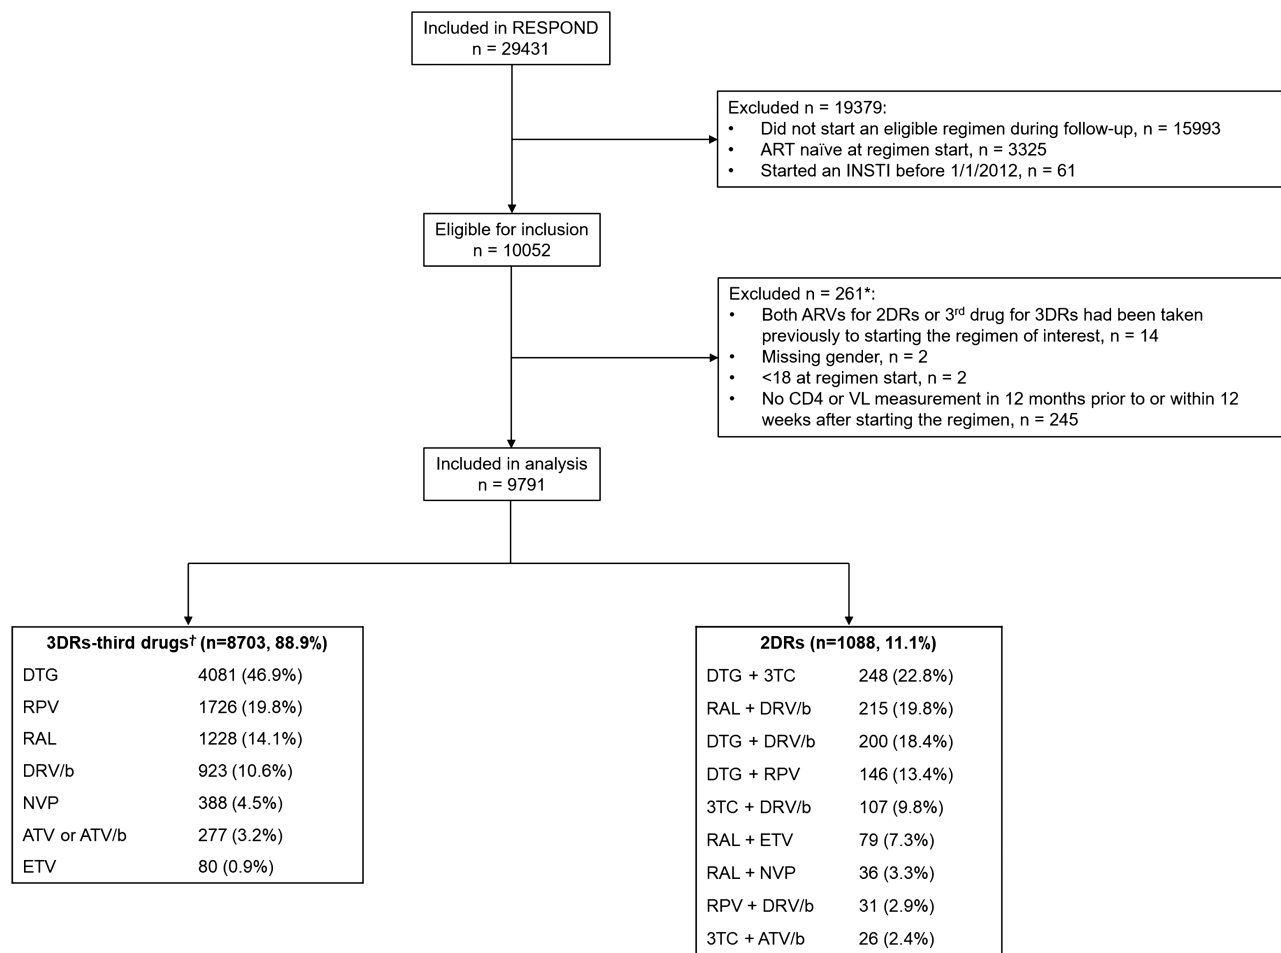 Included in RESPOND
n = 29431
Excluded n = 19379:
• Did not start an eligible regimen during follow-up, n = 15993
• ART naïve at regimen start, n = 3325
• Started an INSTI before 1/1/2012, n = 61
Eligible for inclusion
n = 10052
Excluded n = 261*:
• Both ARVs for 2DRs or 3rd drug for 3DRs had been taken
previously to starting the regimen of interest, n = 14
• Missing gender, n = 2
• <18 at regimen start, n = 2
• No CD4 or VL measurement in 12 months prior to or within 12
weeks after starting the regimen, n = 245
Included in analysis
n = 9791
3DRs-third drugs† (n=8703, 88.9%)
DTG 4081 (46.9%)
RPV 1726 (19.8%)
RAL 1228 (14.1%)
DRV/b 923 (10.6%)
NVP 388 (4.5%)
ATV or ATV/b 277 (3.2%)
ETV 80 (0.9%)
2DRs (n=1088, 11.1%)
DTG + 3TC 248 (22.8%)
RAL + DRV/b 215 (19.8%)
DTG + DRV/b 200 (18.4%)
DTG + RPV 146 (13.4%)
3TC + DRV/b 107 (9.8%)
RAL + ETV 79 (7.3%)
RAL + NVP 36 (3.3%)
RPV + DRV/b 31 (2.9%)
3TC + ATV/b 26 (2.4%)